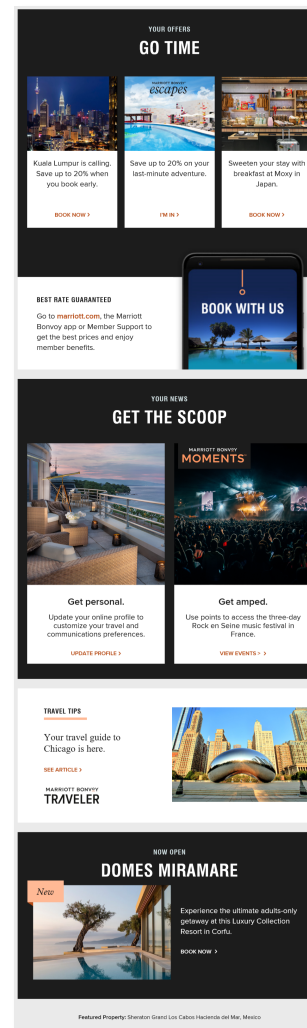 YOUR OFFERS
GO TIME
MARRIOTT BONVOY
escapes
Kuala Lumpur is calling.
Save up to 20% when
you book early.
BOOK NOW >
Save up to 20% on your
last-minute adventure.
I'M IN >
Sweeten your stay with
breakfast at Moxy in
Japan.
BOOK NOW >
BEST RATE GUARANTEED
Go to marriott.com, the Marriott
Bonvoy app or Member Support to
get the best prices and enjoy
member benefits.
BOOK WITH US
YOUR NEWS
GET THE SCOOP
MARRIOTT BONVOY
MOMENTS
Get personal.
Update your online profile to
customize your travel and
communications preferences.
UPDATE PROFILE >
Get amped.
Use points to access the three-day
Rock en Seine music festival in
France.
VIEW EVENTS > >
TRAVEL TIPS
Your travel guide to
Chicago is here.
SEE ARTICLE >
MARRIOTT BONVOY
TRAVELER
NOW OPEN
DOMES MIRAMARE
New
Experience the ultimate adults-only
getaway at this Luxury Collection
Resort in Corfu.
BOOK NOW >
Featured Property: Sheraton Grand Los Cabos Hacienda del Mar, Mexico